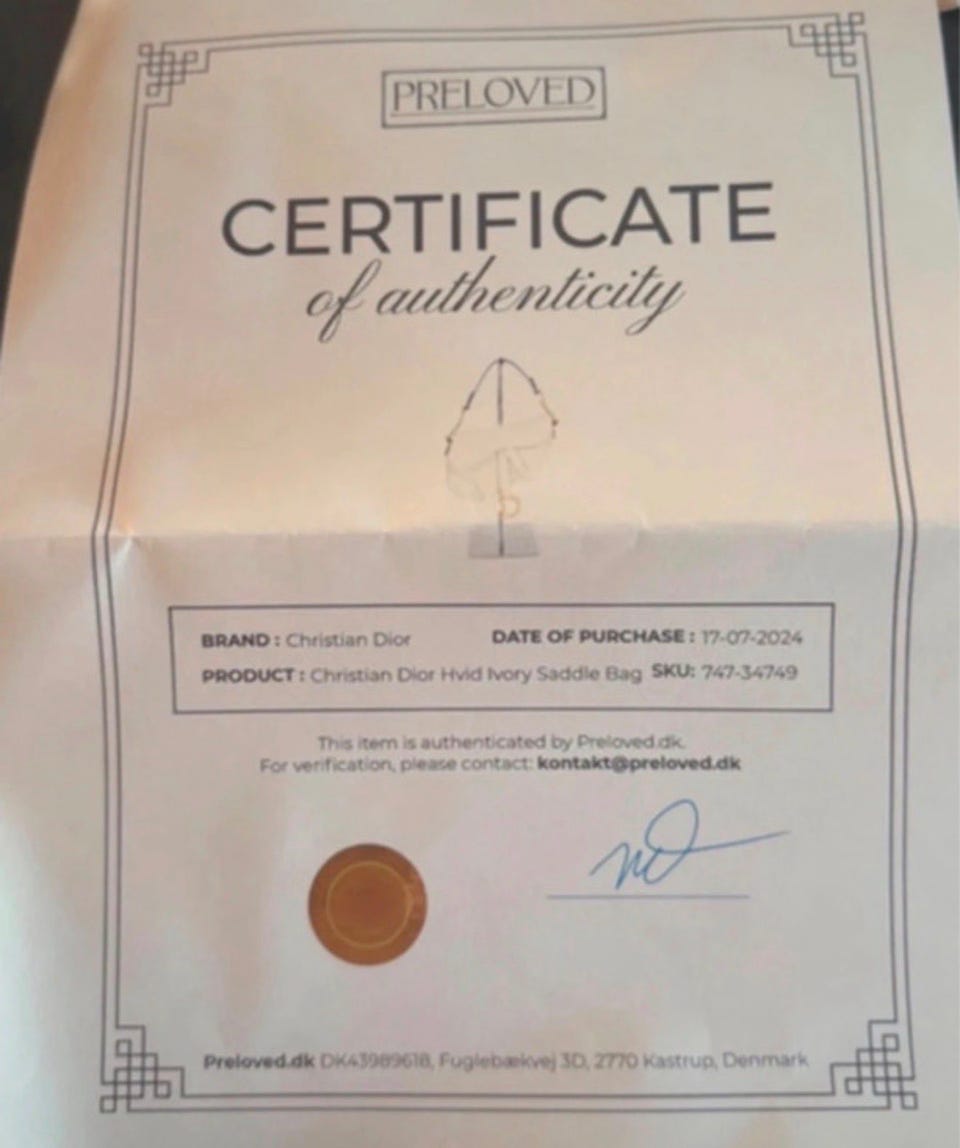 PRELOVED
CERTIFICATE
of authenticity
BRAND : Christian Dior DATE OF PURCHASE : 17-07-2024
PRODUCT : Christian Dior Hvid Ivory Saddle Bag SKU: 747-34749
This item is authenticated by Preloved.dk.
For verification, please contact: kontakt@preloved.dk
Preloved.dk DK43989618, Fuglebækvej 3D, 2770 Kastrup, Denmark